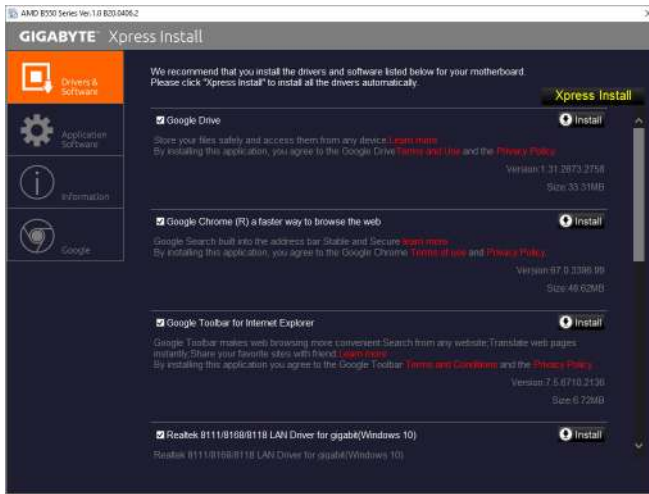 AMD B550 Series Ver.1.0 B20.0406.2
GIGABYTE Xpress Install
Drivers & Software
Application Software
Information
Google
We recommend that you install the drivers and software listed below for your motherboard.
Please click "Xpress Install" to install all the drivers automatically.
Xpress Install
Google Drive
Install
Store your files safely and access them from any device.Learn more
By installing this application, you agree to the Google DriveTerms and Use and the Privacy Policy
Version:1.31.2873.2758
Size:33.31MB
Google Chrome (R) a faster way to browse the web
Install
Google Search built into the address bar Stable and Secure learn more
By installing this application, you agree to the Google Chrome Terms of use and Privacy Policy.
Version:67.0.3396.99
Size:49.62MB
Google Toolbar for Internet Explorer
Install
Google Toolbar makes web browsing more convenient.Search from any website;Translate web pages
instantly;Share your favorite sites with friend.Learn more
By installing this application you agree to the Google Toolbar Terms and Conditions and the Privacy Policy.
Version:7.5.8710.2136
Size:6.72MB
Realtek 8111/8168/8118 LAN Driver for gigabit(Windows 10)
Install
Realtek 8111/8168/8118 LAN Driver for gigabit(Windows 10)